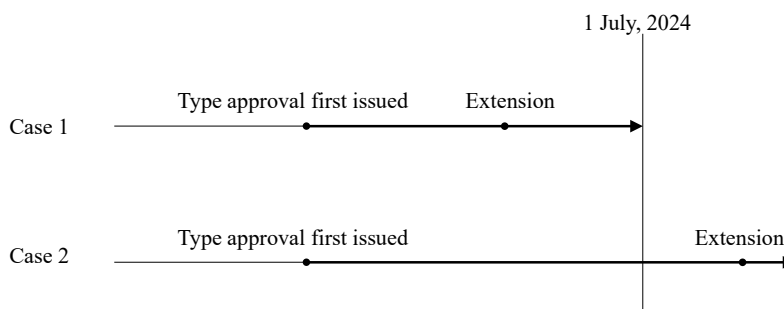 1 July, 2024
Type approval first issued Extension
Case 1
Type approval first issued Extension
Case 2